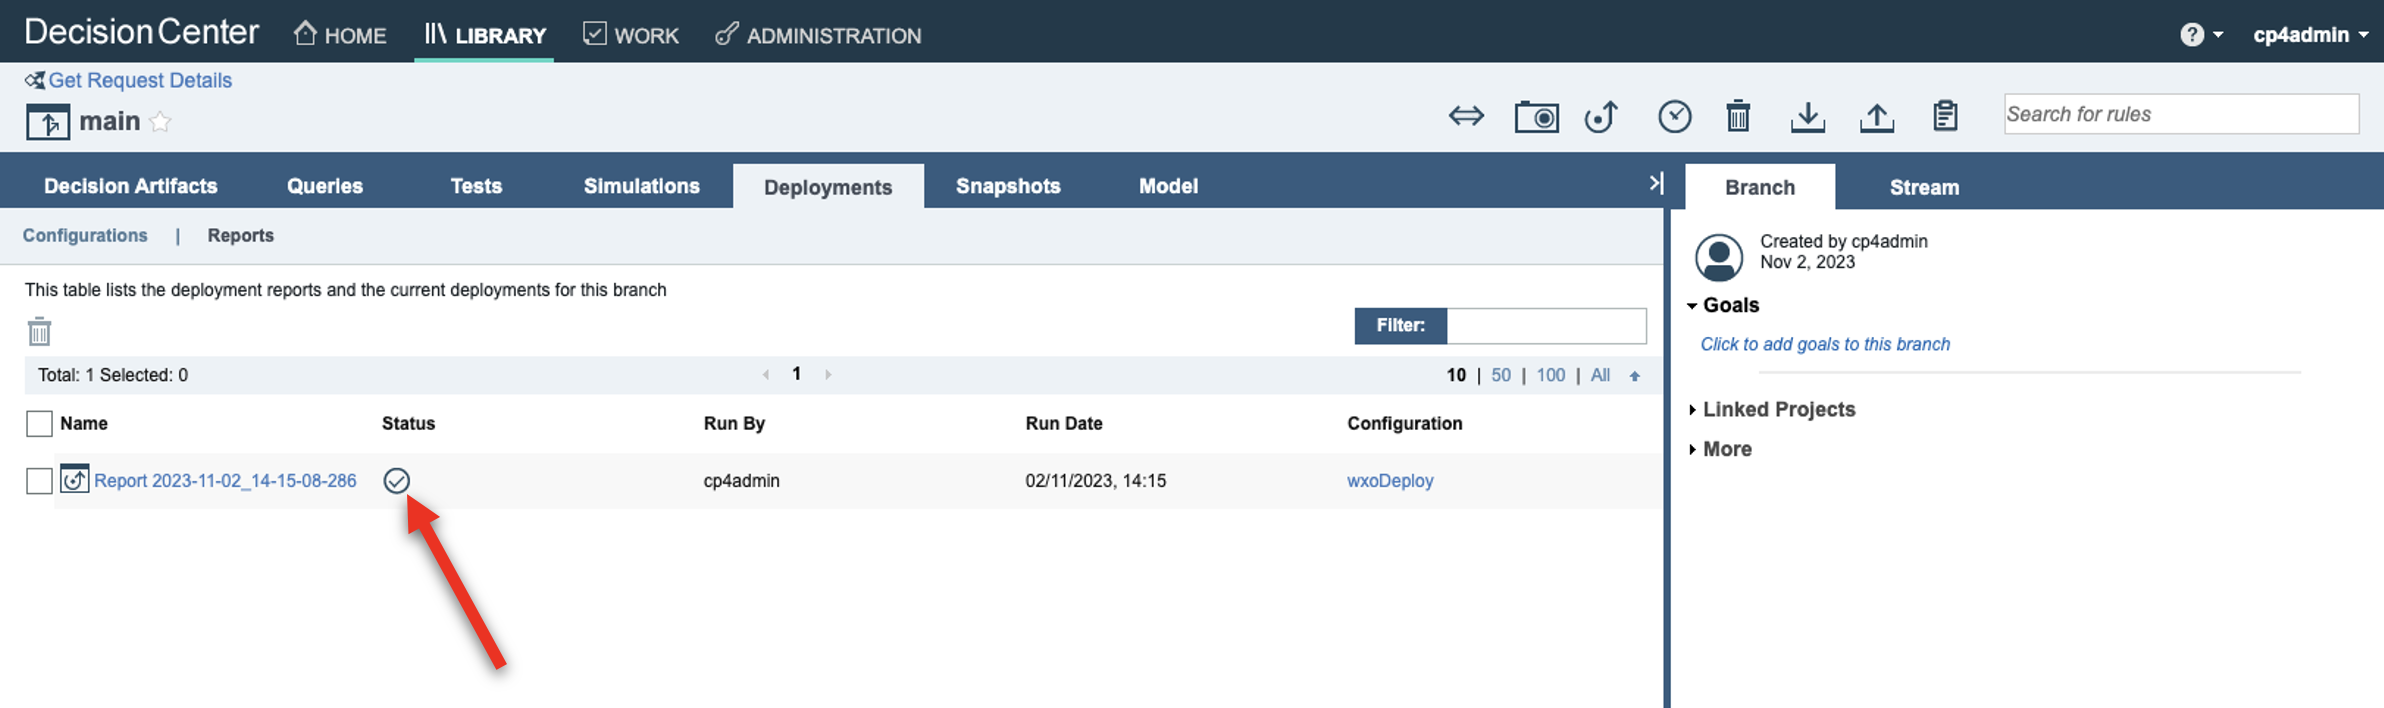 Decision Center HOME LIBRARY WORK ADMINISTRATION ? cp4admin
Get Request Details
main
Search for rules
Decision Artifacts Queries Tests Simulations Deployments Snapshots Model
Branch Stream
Configurations | Reports
This table lists the deployment reports and the current deployments for this branch
Filter:
Total: 1 Selected: 0 1 10 | 50 | 100 | All
Name Status Run By Run Date Configuration
Report 2023-11-02_14-15-08-286 cp4admin 02/11/2023, 14:15 wxoDeploy
Created by cp4admin
Nov 2, 2023
Goals
Click to add goals to this branch
Linked Projects
More